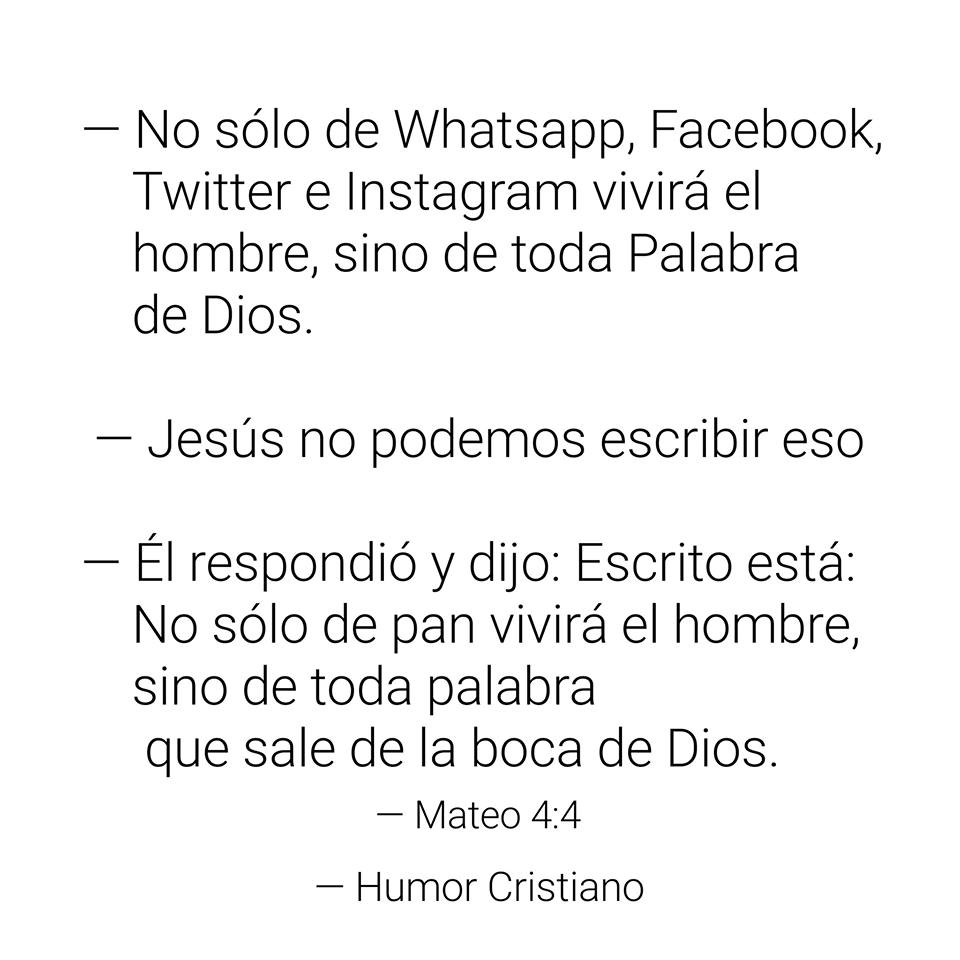 — No sólo de Whatsapp, Facebook,
Twitter e Instagram vivirá el
hombre, sino de toda Palabra
de Dios.
— Jesús no podemos escribir eso
— Él respondió y dijo: Escrito está:
No sólo de pan vivirá el hombre,
sino de toda palabra
que sale de la boca de Dios.
— Mateo 4:4
— Humor Cristiano